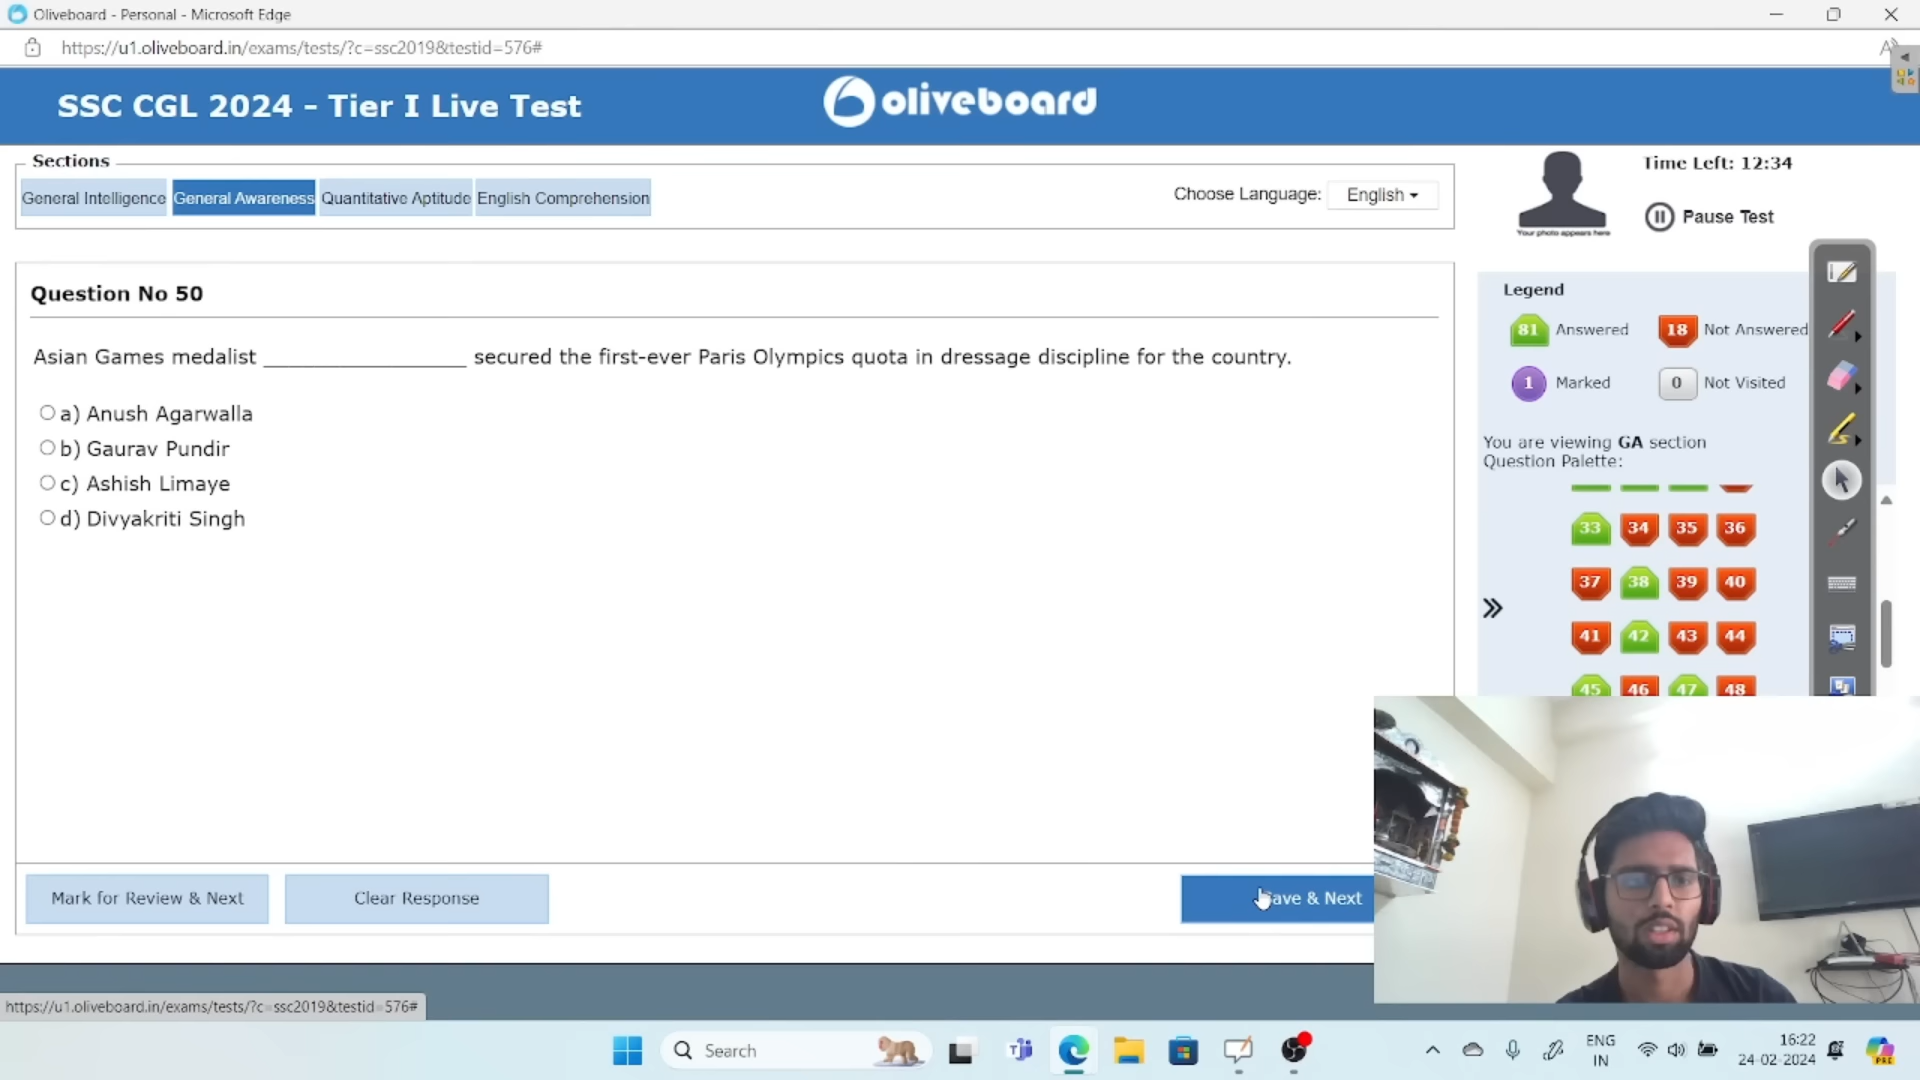 Oliveboard - Personal - Microsoft Edge
https://u1.oliveboard.in/exams/tests/?c=ssc2019&testid=576#
SSC CGL 2024 - Tier I Live Test
oliveboard
Sections
General Intelligence General Awareness Quantitative Aptitude English Comprehension
Choose Language: English
Your photo appears here
Time Left: 12:34
Pause Test
Question No 50
Asian Games medalist ________________ secured the first-ever Paris Olympics quota in dressage discipline for the country.
a) Anush Agarwalla
b) Gaurav Pundir
c) Ashish Limaye
d) Divyakriti Singh
Legend
81 Answered 18 Not Answered
1 Marked 0 Not Visited
You are viewing GA section
Question Palette:
33 34 35 36
37 38 39 40
41 42 43 44
45 46 47 48
Mark for Review & Next Clear Response Save & Next
https://u1.oliveboard.in/exams/tests/?c=ssc2019&testid=576#
Search
ENG
IN
16:22
24-02-2024
PRE